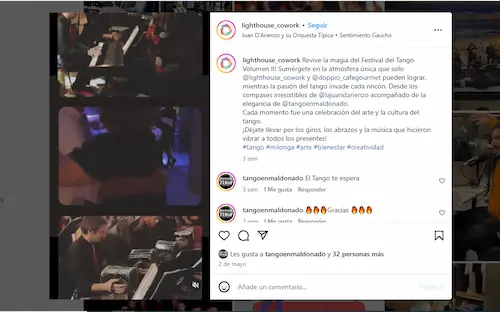 lighthouse_cowork • Seguir
Juan D'Arienzo y su Orquesta Típica • Sentimiento Gaucho
lighthouse_cowork Revive la magia del Festival del Tango
Volumen III Sumérgete en la atmósfera única que solo
@lighthouse_cowork y @doppio_cafegourmet pueden lograr,
mientras la pasión del tango invade cada rincón. Desde los
compases irresistibles de @lajuandarienzo acompañado de la
elegancia de @tangoenmaldonado.
Cada momento fue una celebración del arte y la cultura del
tango.
¡Déjate llevar por los giros, los abrazos y la música que hicieron
vibrar a todos los presentes!
#tango #milonga #arte #bienestar #creatividad
3 sem
tangoenmaldonado El Tango te espera
3 sem 1 Me gusta Responder
tangoenmaldonado 🔥🔥🔥Gracias 🔥🔥🔥
3 sem 1 Me gusta Responder
Les gusta a tangoenmaldonado y 32 personas más
2 de mayo
Añade un comentario...
Publicar